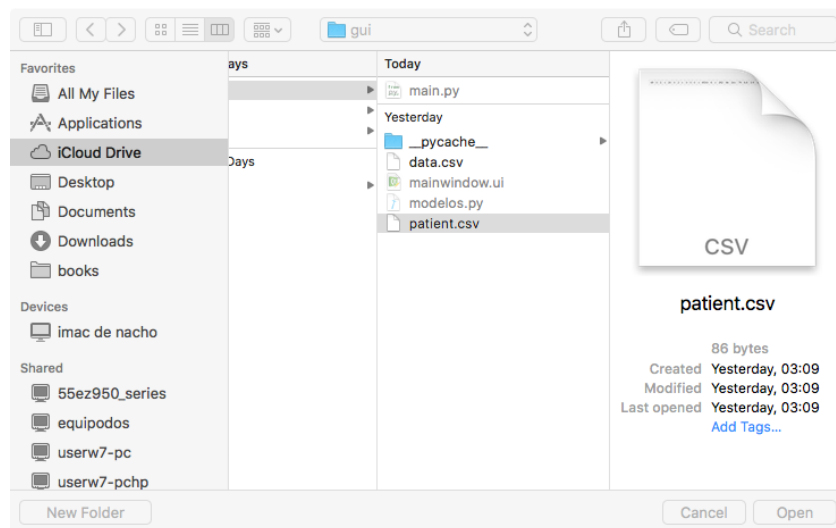 gui
Search
Favorites
All My Files
Applications
iCloud Drive
Desktop
Documents
Downloads
books
Devices
imac de nacho
Shared
55ez950_series
equipodos
userw7-pc
userw7-pchp
ays
Days
Today
main.py
Yesterday
__pycache__
data.csv
mainwindow.ui
modelos.py
patient.csv
CSV
patient.csv
86 bytes
Created Yesterday, 03:09
Modified Yesterday, 03:09
Last opened Yesterday, 03:09
Add Tags...
New Folder
Cancel
Open